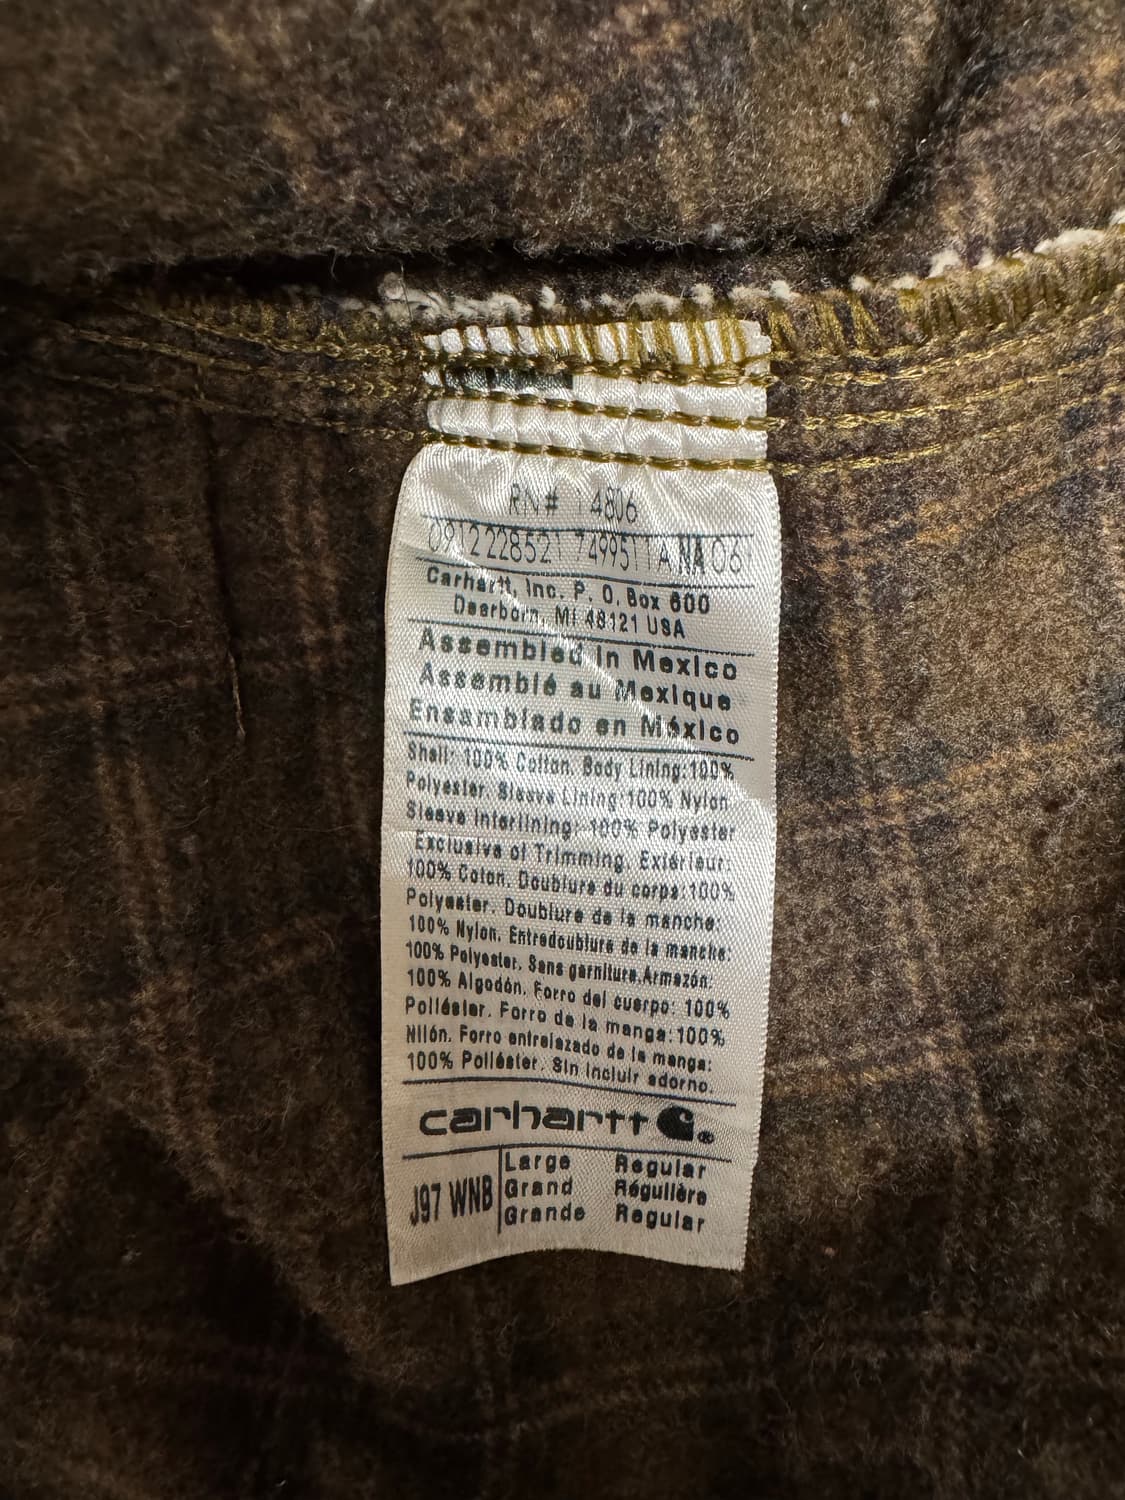 RN# 14806
0912228521 7499511A NA 06
Carhartt, Inc. P. O. Box 600
Dearborn, MI 48121 USA
Assembled in Mexico
Assemblé au Mexique
Ensamblado en México
Shell: 100% Cotton. Body Lining:100%
Polyester. Sleeve Lining:100% Nylon
Sleeve Interlining: 100% Polyester
Exclusive of Trimming. Extérieur:
100% Coton. Doublure du corps:100%
Polyester. Doublure de la manche:
100% Nylon. Entredoublure de la manche:
100% Polyester. Sans garniture.Armazón:
100% Algodón. Forro del cuerpo: 100%
Poliéster. Forro de la manga:100%
Nilón. Forro entrelazado de la manga:
100% Poliéster. Sin incluir adorno.
carhartt ®
J97 WNB
Large Regular
Grand Régulière
Grande Regular